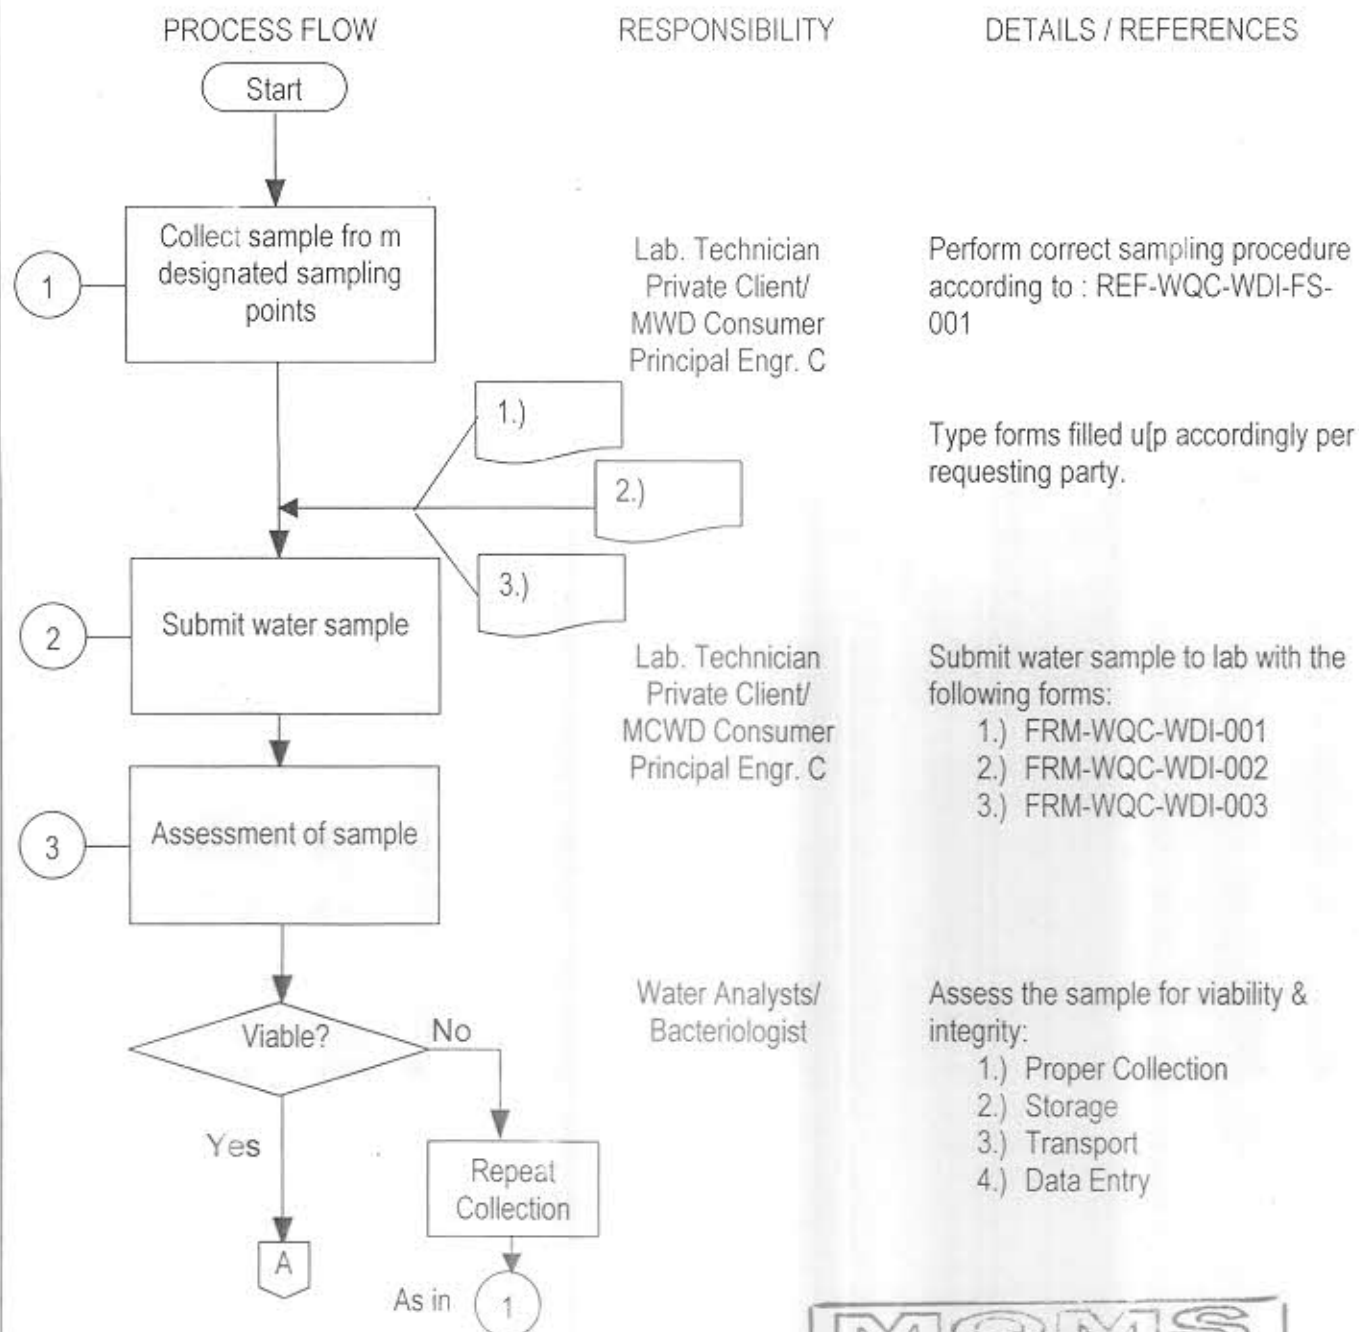 PROCESS FLOW RESPONSIBILITY DETAILS / REFERENCES
Start
1
Collect sample fro m
designated sampling
points
Lab. Technician
Private Client/
MWD Consumer
Principal Engr. C
Perform correct sampling procedure
according to : REF-WQC-WDI-FS-
001
1.)
2.)
3.)
Type forms filled u[p accordingly per
requesting party.
2
Submit water sample
Lab. Technician
Private Client/
MCWD Consumer
Principal Engr. C
Submit water sample to lab with the
following forms:
1.) FRM-WQC-WDI-001
2.) FRM-WQC-WDI-002
3.) FRM-WQC-WDI-003
3
Assessment of sample
Viable?
No
Yes
Water Analysts/
Bacteriologist
Assess the sample for viability &
integrity:
1.) Proper Collection
2.) Storage
3.) Transport
4.) Data Entry
Repeat
Collection
A
As in 1